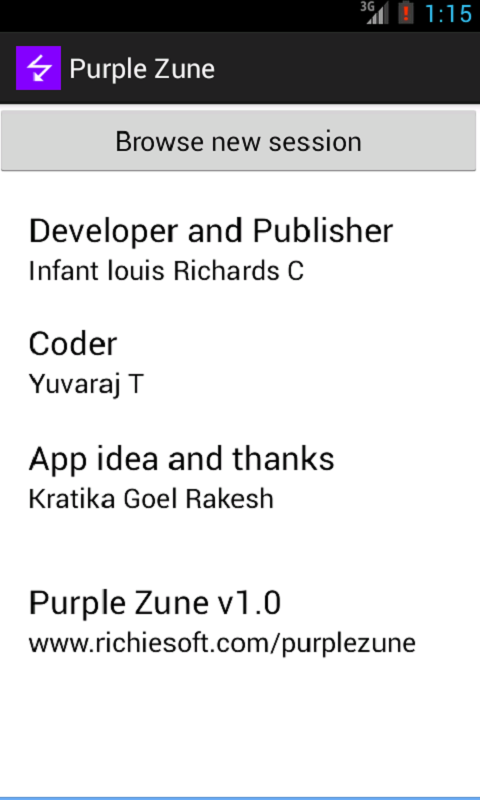 3G 1:15
Purple Zune
Browse new session
Developer and Publisher
Infant louis Richards C
Coder
Yuvaraj T
App idea and thanks
Kratika Goel Rakesh
Purple Zune v1.0
www.richiesoft.com/purplezune